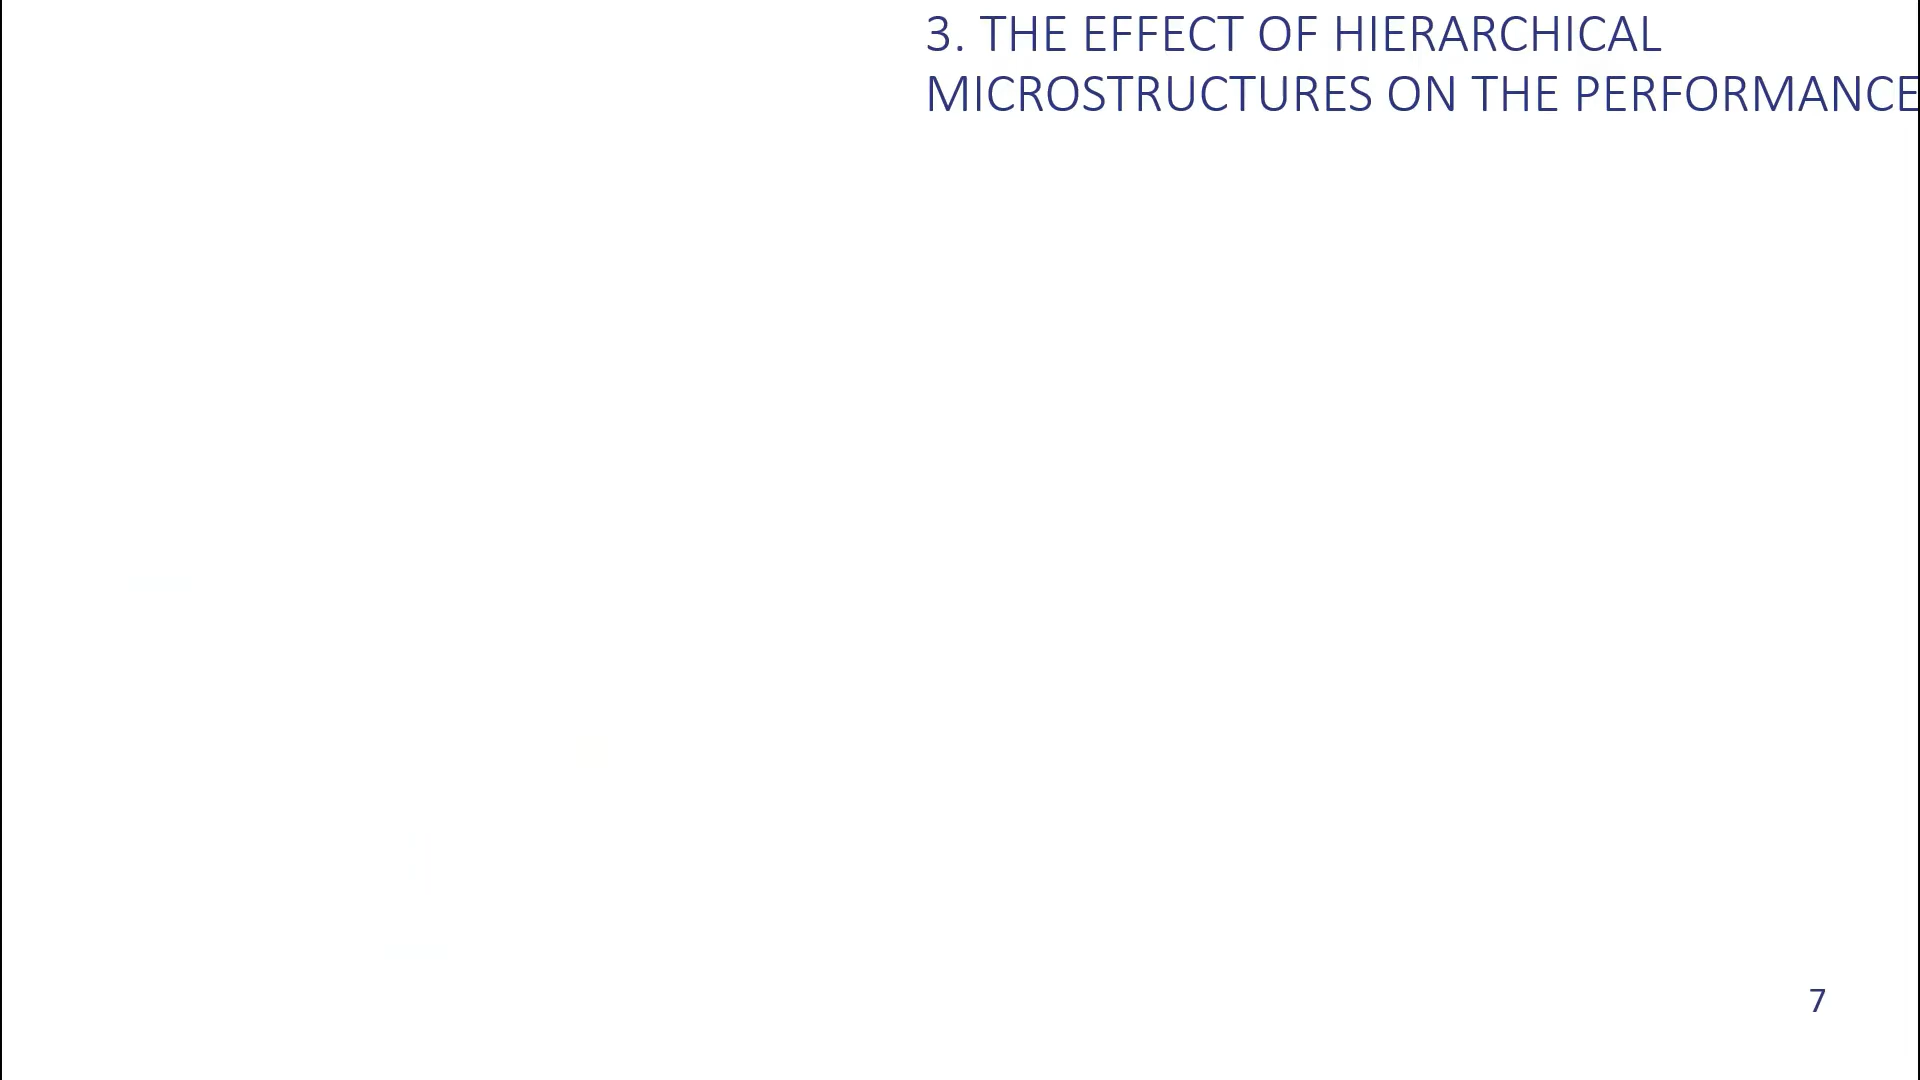 3. THE EFFECT OF HIERARCHICAL
MICROSTRUCTURES ON THE PERFORMANCE
7